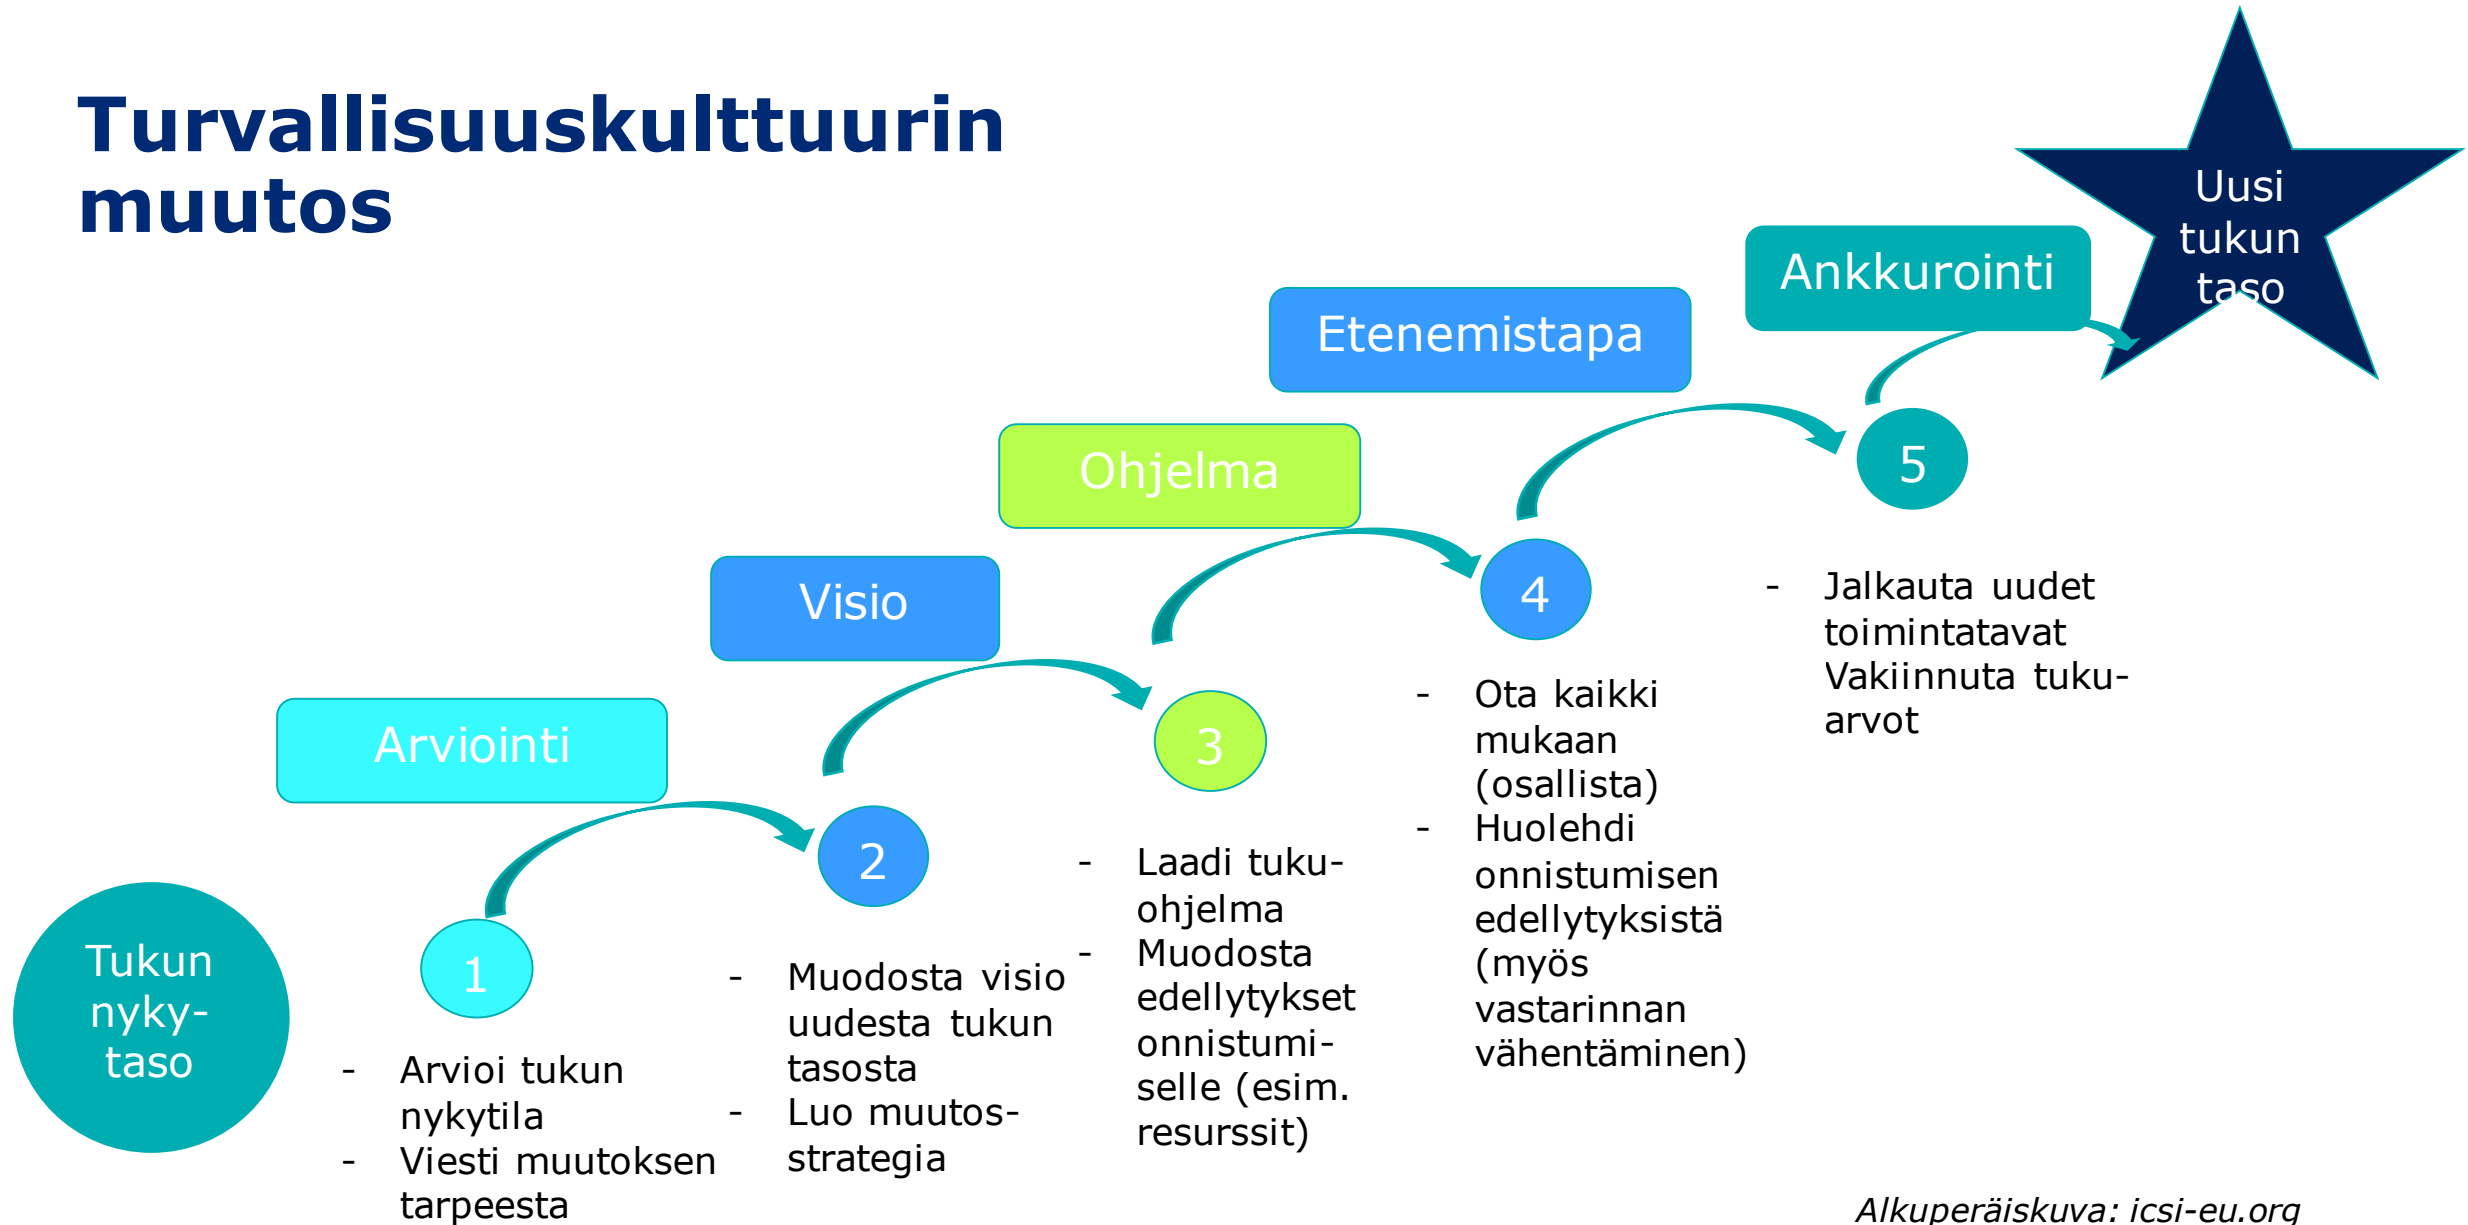 Turvallisuuskulttuurin
muutos
Uusi
tukun
taso
Ankkurointi
Etenemistapa
Ohjelma
Visio
Arviointi
Tukun
nyky-
taso
1
- Arvioi tukun
nykytila
- Viesti muutoksen
tarpeesta
2
- Muodosta visio
uudesta tukun
tasosta
- Luo muutos-
strategia
3
- Laadi tuku-
ohjelma
- Muodosta
edellytykset
onnistumi-
selle (esim.
resurssit)
4
- Ota kaikki
mukaan
(osallista)
- Huolehdi
onnistumisen
edellytyksistä
(myös
vastarinnan
vähentäminen)
5
- Jalkauta uudet
toimintatavat
Vakiinnuta tuku-
arvot
Alkuperäiskuva: icsi-eu.org